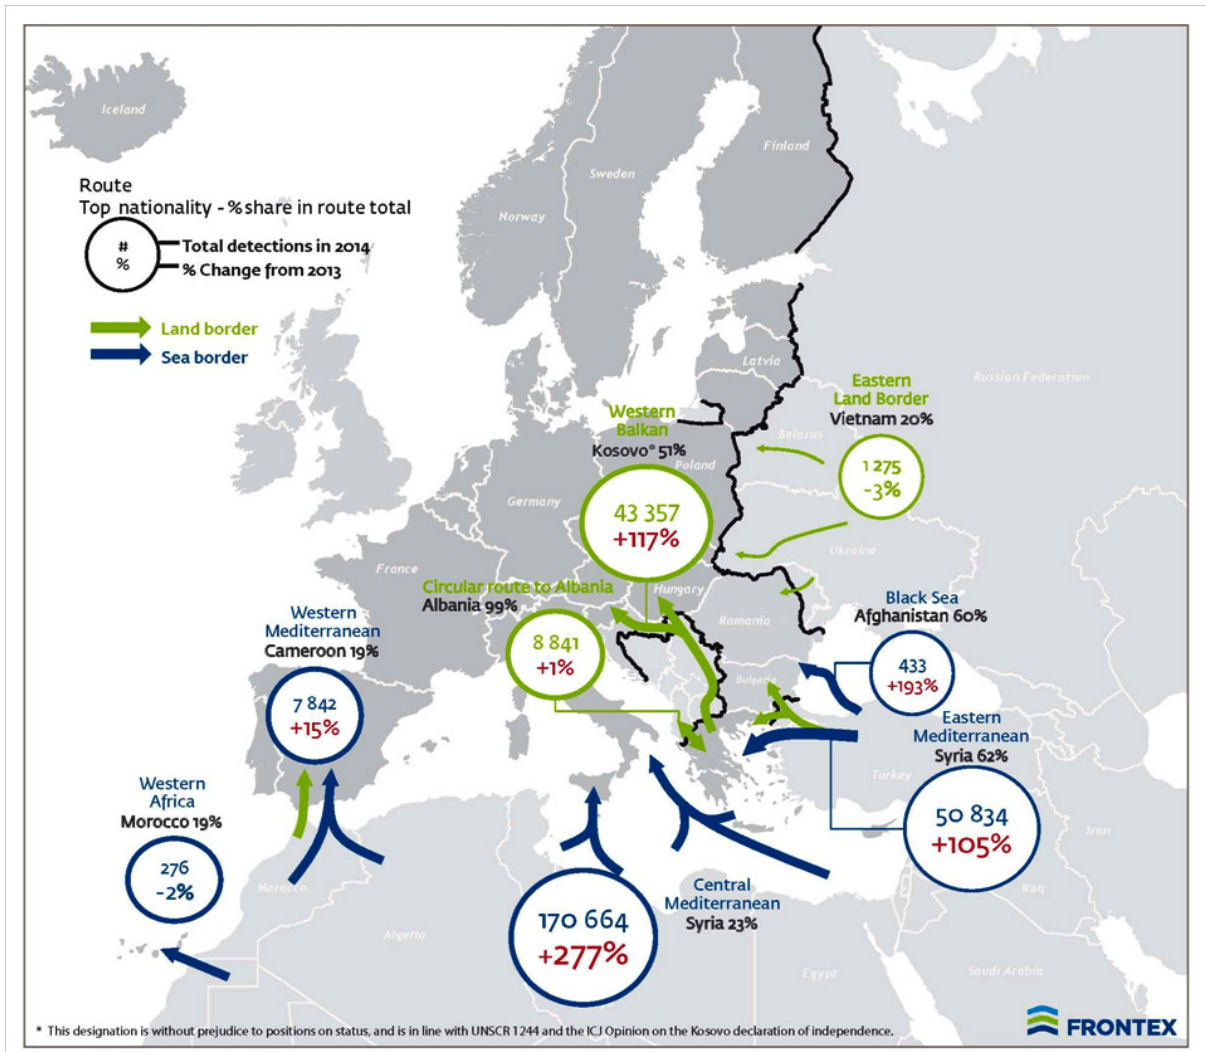 Iceland
Finland
Sweden
Norway
Route
Top nationality - % share in route total
#
%
Total detections in 2014
% Change from 2013
Land border
Sea border
Latvia
Russian Federation
Eastern
Land Border
Vietnam 20%
1 275
-3%
Belarus
Western
Balkan
Kosovo* 51%
43 357
+117%
Poland
Germany
Ukraine
France
Circular route to Albania
Albania 99%
8 841
+1%
Hungary
Romania
Black Sea
Afghanistan 60%
433
+193%
Western
Mediterranean
Cameroon 19%
7 842
+15%
Bulgaria
Eastern
Mediterranean
Syria 62%
50 834
+105%
Turkey
Western
Africa
Morocco 19%
276
-2%
Morocco
Iran
Iraq
Central
Mediterranean
Syria 23%
170 664
+277%
Algeria
Egypt
Saudi Arabia
* This designation is without prejudice to positions on status, and is in line with UNSCR 1244 and the ICJ Opinion on the Kosovo declaration of independence.
FRONTEX